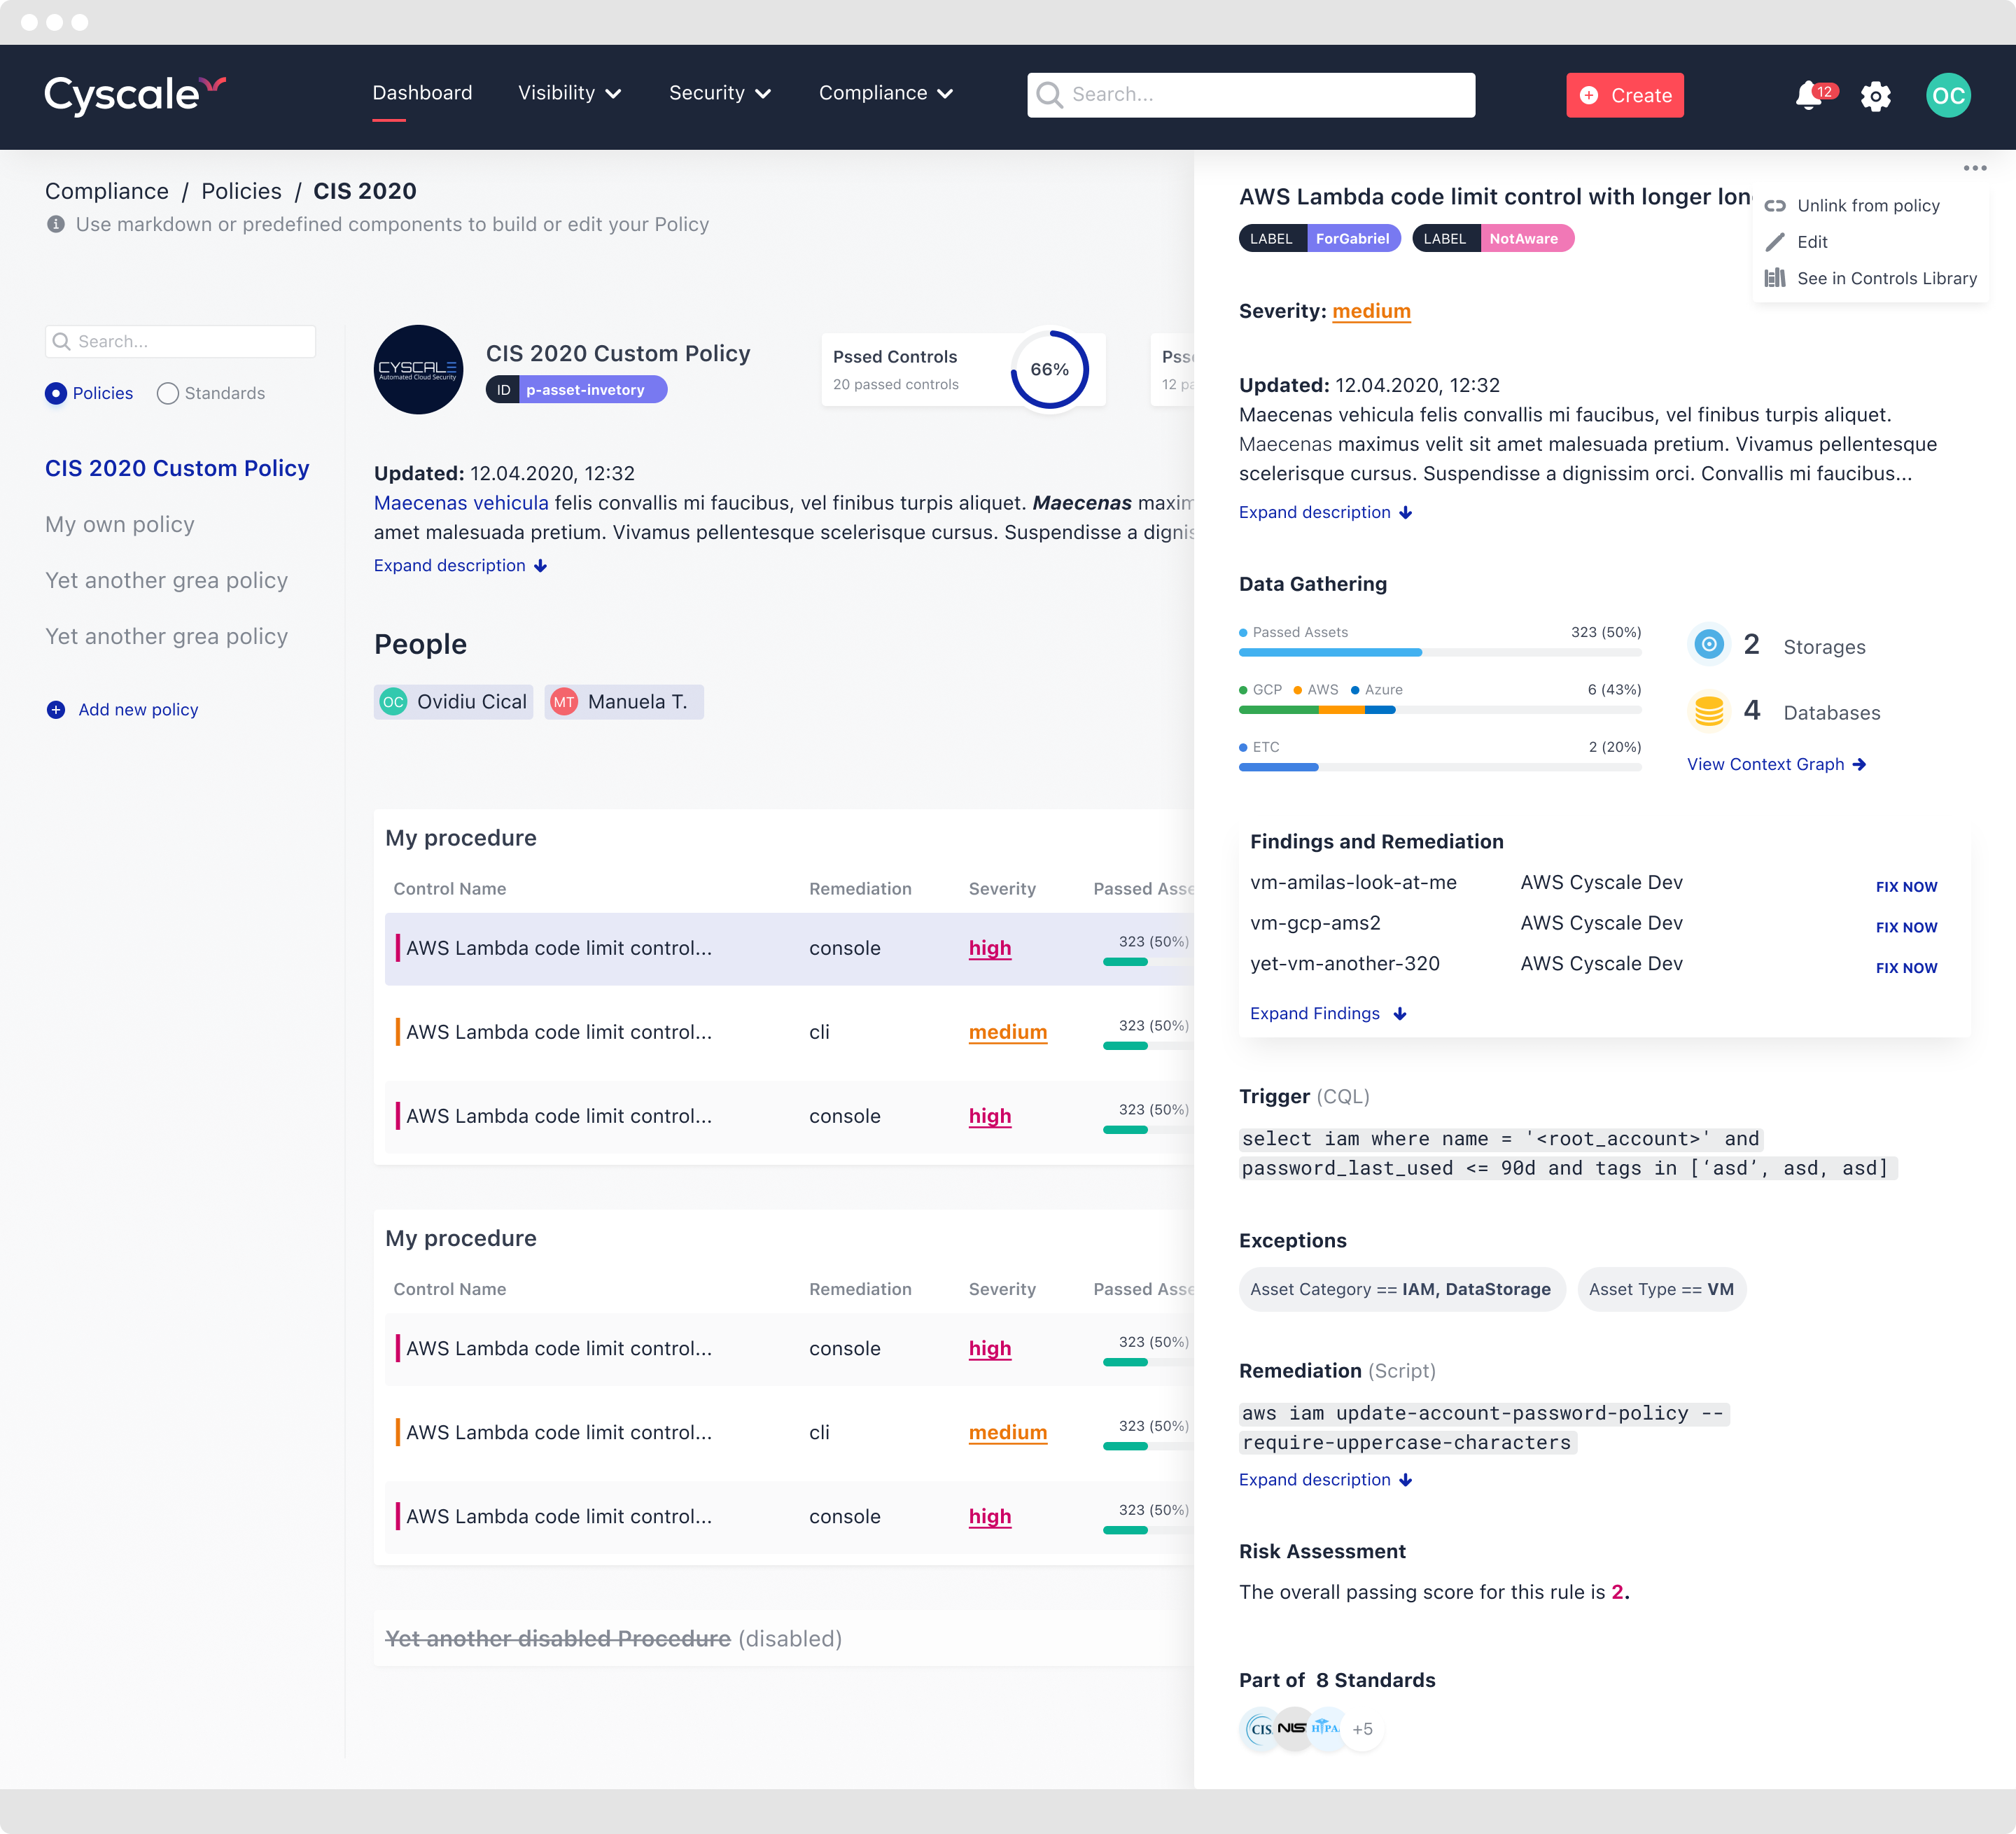 Cyscale
Dashboard
Visibility
Security
Compliance
Search...
Create
12
OC
Compliance / Policies / CIS 2020
Use markdown or predefined components to build or edit your Policy
Search...
Policies
Standards
CIS 2020 Custom Policy
My own policy
Yet another grea policy
Yet another grea policy
Add new policy
CYSCALE
Automated Cloud Security
CIS 2020 Custom Policy
ID p-asset-invetory
Pssed Controls
20 passed controls
66%
Updated: 12.04.2020, 12:32
Maecenas vehicula felis convallis mi faucibus, vel finibus turpis aliquet. Maecenas maxim
amet malesuada pretium. Vivamus pellentesque scelerisque cursus. Suspendisse a dignis
Expand description
People
OC Ovidiu Cical
MT Manuela T.
My procedure
Control Name Remediation Severity Passed Asse
AWS Lambda code limit control... console high 323 (50%)
AWS Lambda code limit control... cli medium 323 (50%)
AWS Lambda code limit control... console high 323 (50%)
My procedure
Control Name Remediation Severity Passed Asse
AWS Lambda code limit control... console high 323 (50%)
AWS Lambda code limit control... cli medium 323 (50%)
AWS Lambda code limit control... console high 323 (50%)
Yet another disabled Procedure (disabled)
AWS Lambda code limit control with longer lon
LABEL ForGabriel
LABEL NotAware
Unlink from policy
Edit
See in Controls Library
Severity: medium
Updated: 12.04.2020, 12:32
Maecenas vehicula felis convallis mi faucibus, vel finibus turpis aliquet.
Maecenas maximus velit sit amet malesuada pretium. Vivamus pellentesque
scelerisque cursus. Suspendisse a dignissim orci. Convallis mi faucibus...
Expand description
Data Gathering
Passed Assets 323 (50%)
GCP AWS Azure 6 (43%)
ETC 2 (20%)
2 Storages
4 Databases
View Context Graph
Findings and Remediation
vm-amilas-look-at-me AWS Cyscale Dev FIX NOW
vm-gcp-ams2 AWS Cyscale Dev FIX NOW
yet-vm-another-320 AWS Cyscale Dev FIX NOW
Expand Findings
Trigger (CQL)
select iam where name = '<root_account>' and
password_last_used <= 90d and tags in [‘asd’, asd, asd]
Exceptions
Asset Category == IAM, DataStorage
Asset Type == VM
Remediation (Script)
aws iam update-account-password-policy --
require-uppercase-characters
Expand description
Risk Assessment
The overall passing score for this rule is 2.
Part of 8 Standards
CIS
NIS
HIPA
+5